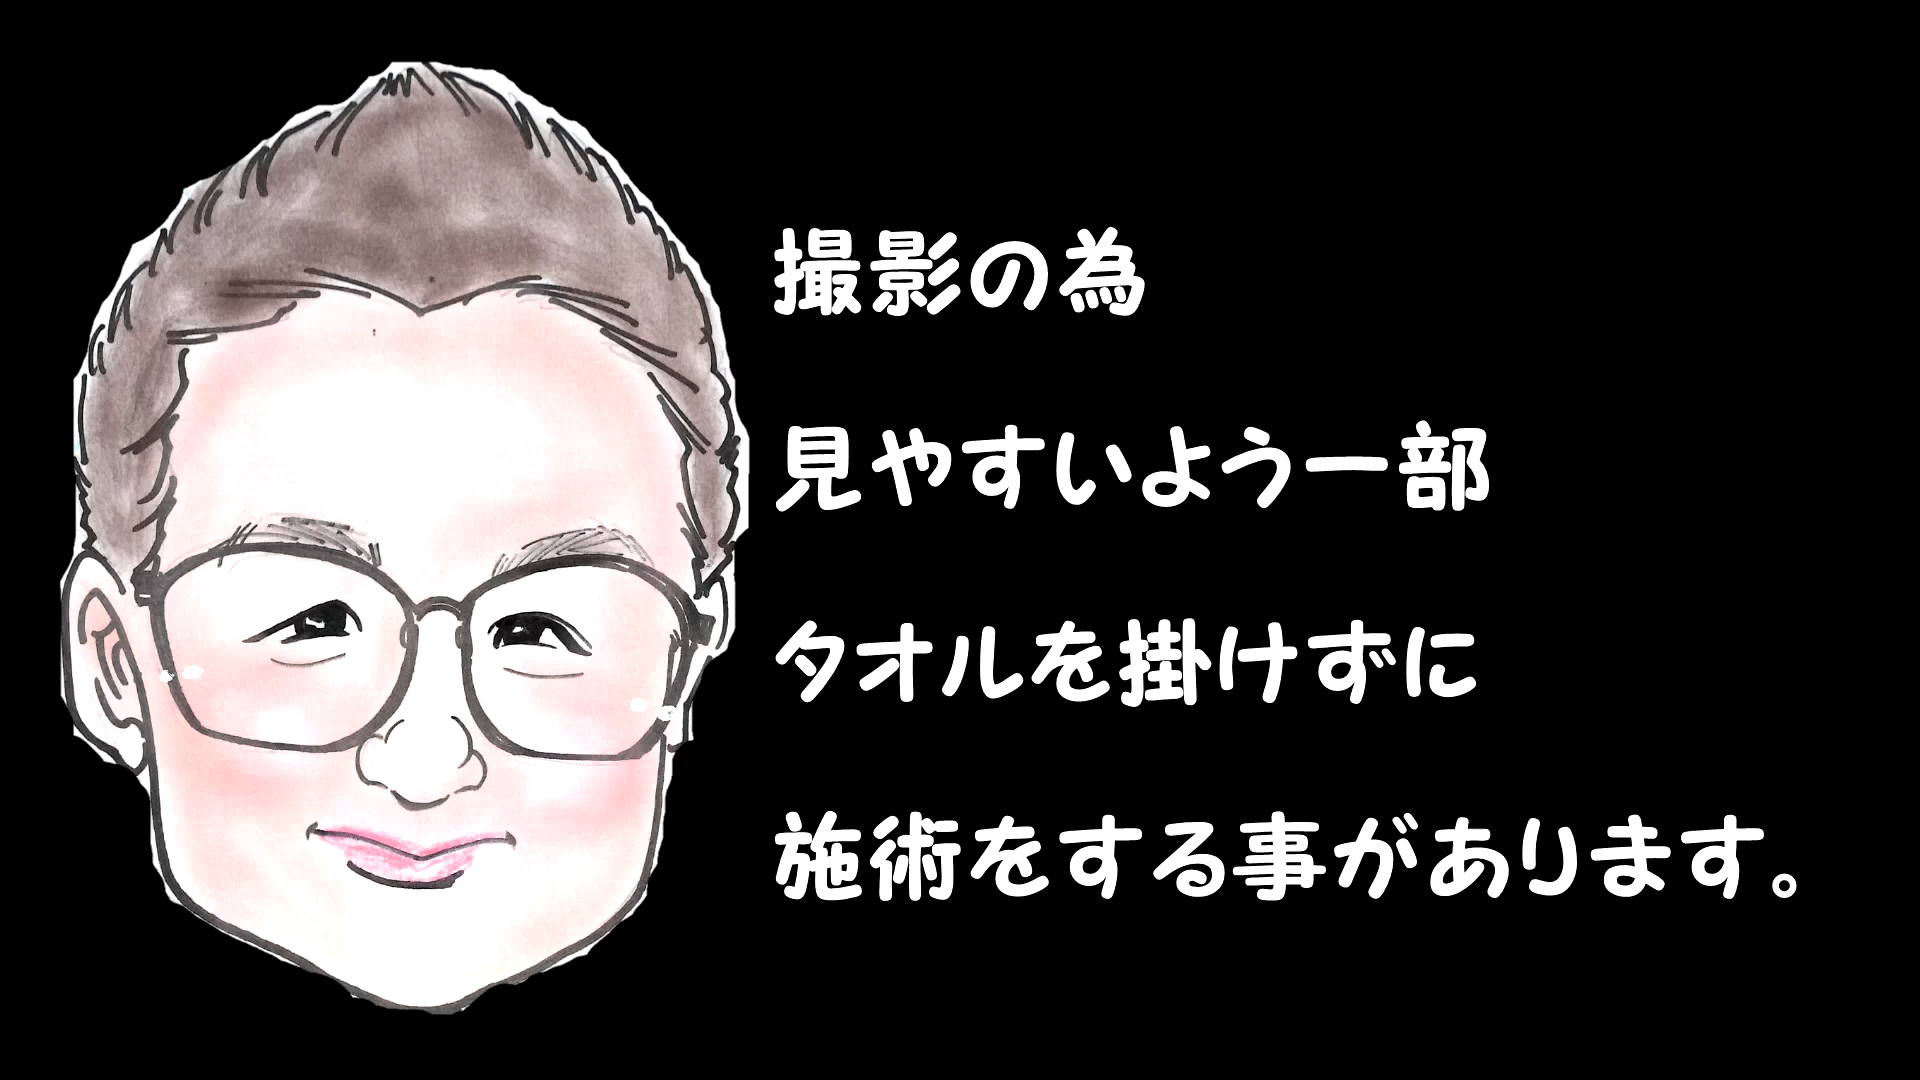 撮影の為
見やすいよう一部
タオルを掛けずに
施術をする事があります。